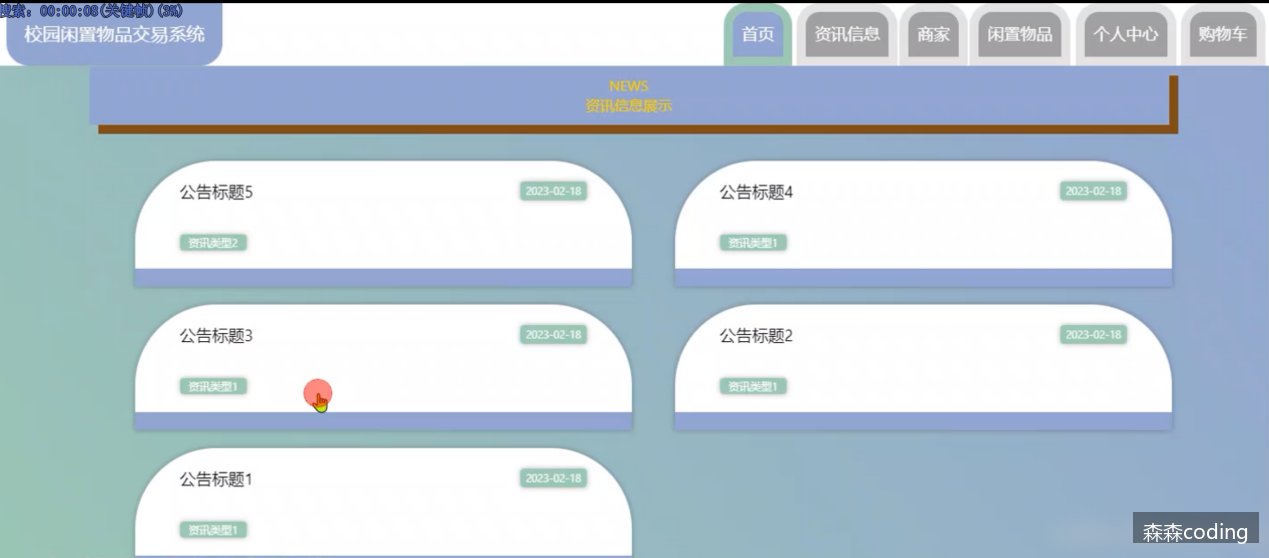 搜索: 00:00:08(关键帧)(3%)
校园闲置物品交易系统
首页 资讯信息 商家 闲置物品 个人中心 购物车
NEWS
资讯信息展示
公告标题5 2023-02-18
资讯类型2
公告标题4 2023-02-18
资讯类型1
公告标题3 2023-02-18
资讯类型1
公告标题2 2023-02-18
资讯类型1
公告标题1 2023-02-18
资讯类型1
森森coding